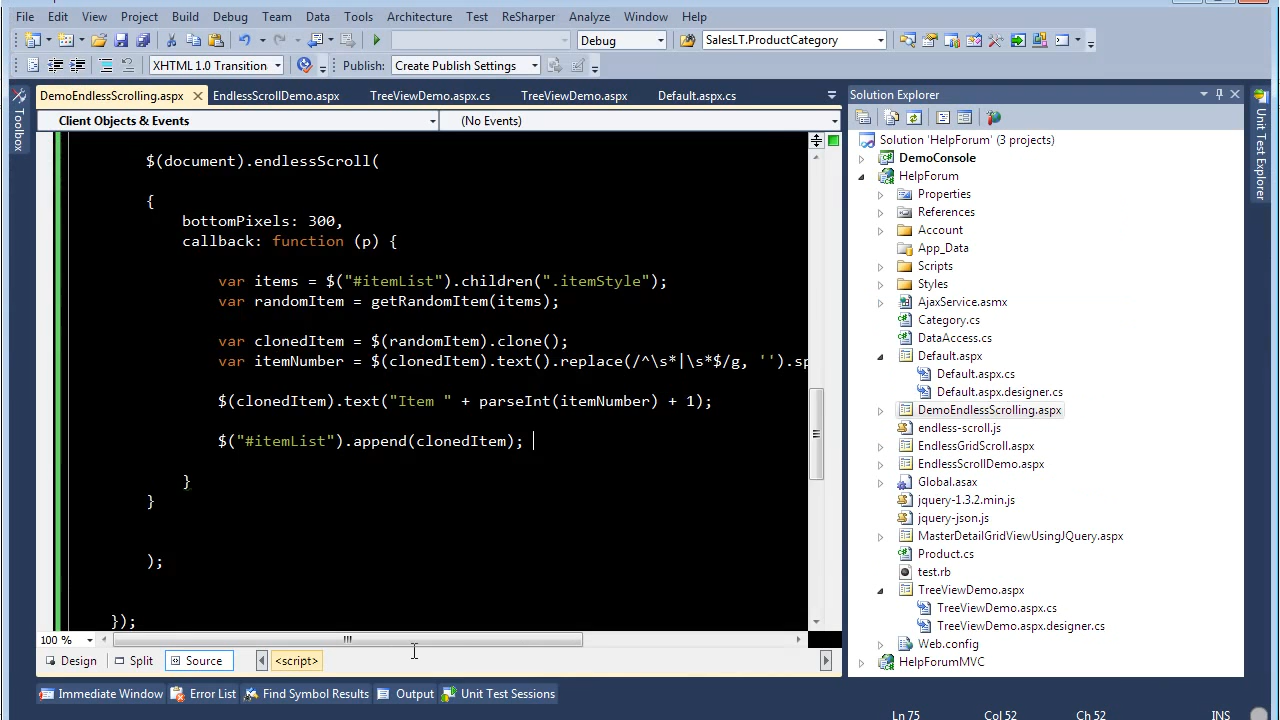 File Edit View Project Build Debug Team Data Tools Architecture Test ReSharper Analyze Window Help
Debug SalesLT.ProductCategory
XHTML 1.0 Transition Publish: Create Publish Settings
Toolbox
DemoEndlessScrolling.aspx EndlessScrollDemo.aspx TreeViewDemo.aspx.cs TreeViewDemo.aspx Default.aspx.cs
Client Objects & Events (No Events)
$(document).endlessScroll(
{
bottomPixels: 300,
callback: function (p) {
var items = $("#itemList").children(".itemStyle");
var randomItem = getRandomItem(items);
var clonedItem = $(randomItem).clone();
var itemNumber = $(clonedItem).text().replace(/^\s*|\s*$/g, '').sp
$(clonedItem).text("Item " + parseInt(itemNumber) + 1);
$("#itemList").append(clonedItem);
}
}
);
});
100 %
Design Split Source <script>
Immediate Window Error List Find Symbol Results Output Unit Test Sessions
Solution Explorer
Solution 'HelpForum' (3 projects)
DemoConsole
HelpForum
Properties
References
Account
App_Data
Scripts
Styles
AjaxService.asmx
Category.cs
DataAccess.cs
Default.aspx
Default.aspx.cs
Default.aspx.designer.cs
DemoEndlessScrolling.aspx
endless-scroll.js
EndlessGridScroll.aspx
EndlessScrollDemo.aspx
Global.asax
jquery-1.3.2.min.js
jquery-json.js
MasterDetailGridViewUsingJQuery.aspx
Product.cs
test.rb
TreeViewDemo.aspx
TreeViewDemo.aspx.cs
TreeViewDemo.aspx.designer.cs
Web.config
HelpForumMVC
Unit Test Explorer
Ln 75 Col 52 Ch 52 INS